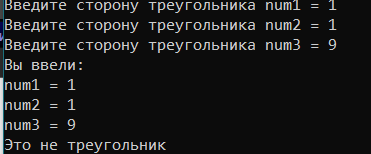 Введите сторону треугольника num1 = 1
Введите сторону треугольника num2 = 1
Введите сторону треугольника num3 = 9
Вы ввели:
num1 = 1
num2 = 1
num3 = 9
Это не треугольник